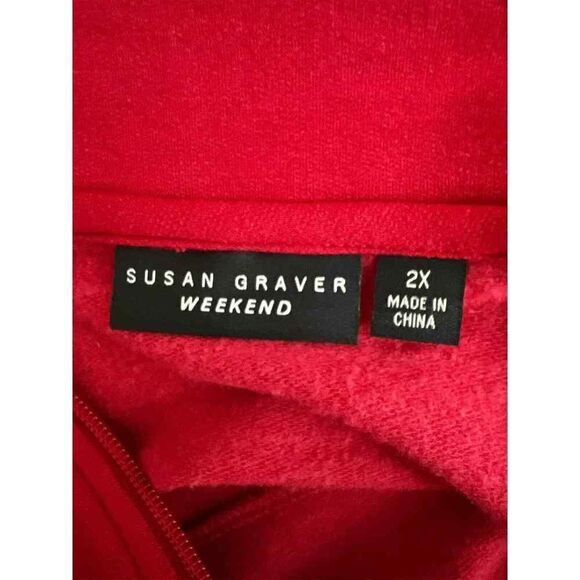 SUSAN GRAVER
WEEKEND
2X
MADE IN
CHINA